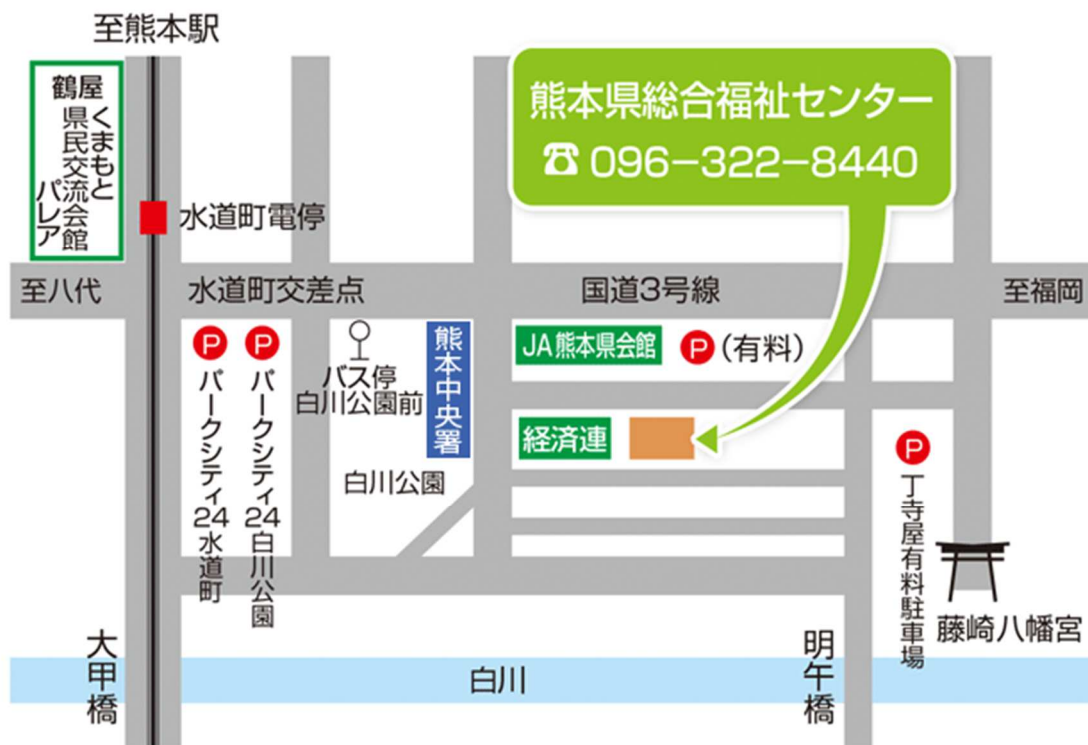 至熊本駅
鶴屋
くまもと
県民交流会館
パレア
熊本県総合福祉センター
☎ 096−322−8440
水道町電停
至八代
水道町交差点
国道3号線
至福岡
P
パークシティ24水道町
P
パークシティ24白川公園
バス停
白川公園前
熊本中央署
JA熊本県会館
P(有料)
経済連
白川公園
P
丁寺屋有料駐車場
藤崎八幡宮
大甲橋
白川
明午橋